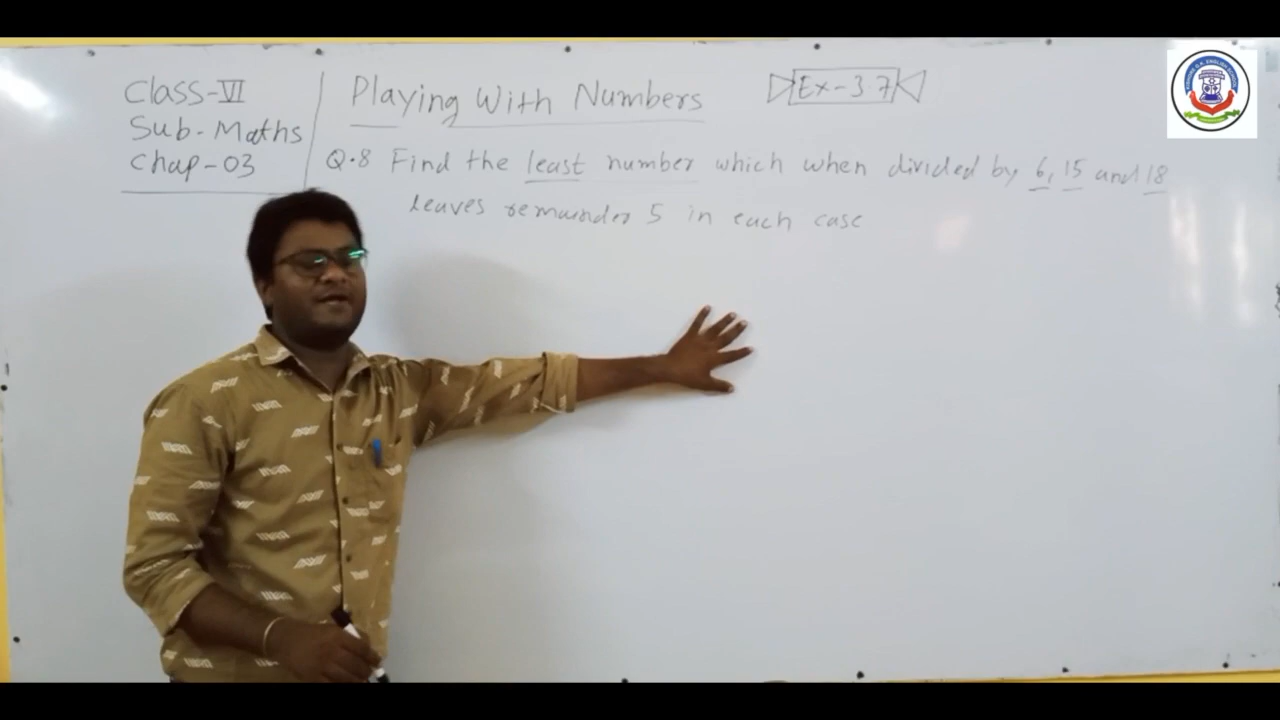 Class-VI
Sub-Maths
Chap-03
Playing With Numbers
Ex-3.7
Q.8 Find the least number which when divided by 6, 15 and 18
leaves remainder 5 in each case